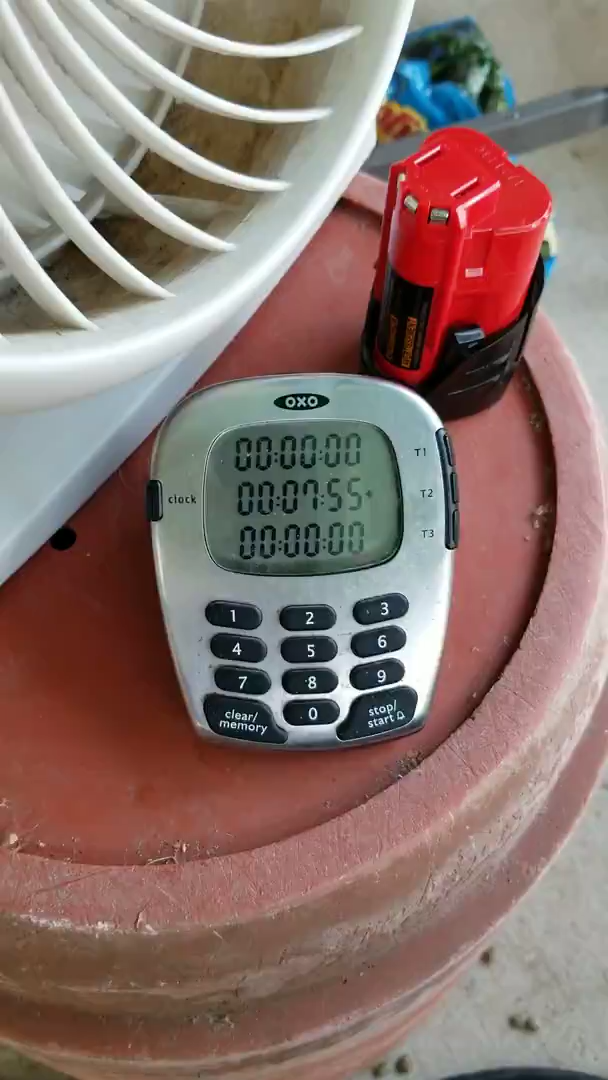 OXO
00:00:00
T1
clock
00:07:55
T2
00:00:00
T3
1 2 3
4 5 6
7 8 9
clear/
memory
0
stop/
start